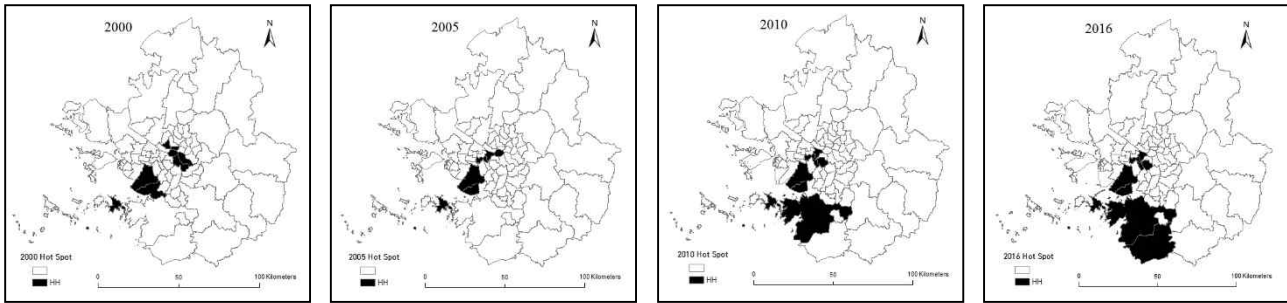 2000
N
2000 Hot Spot
HH
0 50 100 Kilometers
2005
N
2005 Hot Spot
HH
0 50 100 Kilometers
2010
N
2010 Hot Spot
HH
0 50 100 Kilometers
2016
N
2016 Hot Spot
HH
0 50 100 Kilometers